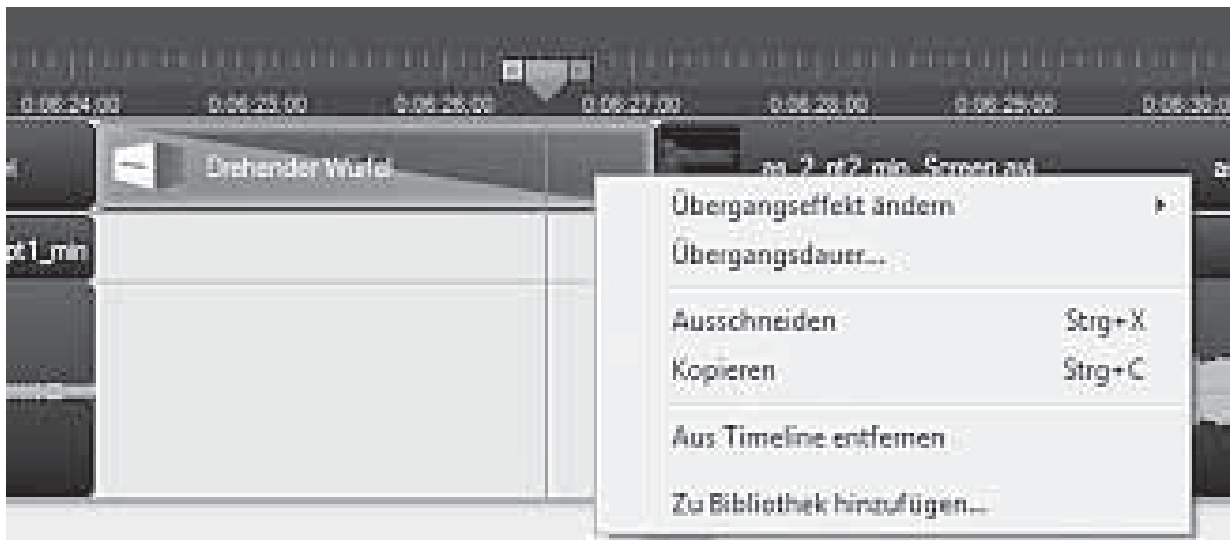 0:06:24;00 0:06:25;00 0:06:26;00 0:06:27;00 0:06:28;00 0:06:29;00 0:06:30;
Drehender Würfel
pt1_min
Übergangseffekt ändern
Übergangsdauer...
Ausschneiden Strg+X
Kopieren Strg+C
Aus Timeline entfernen
Zu Bibliothek hinzufügen...